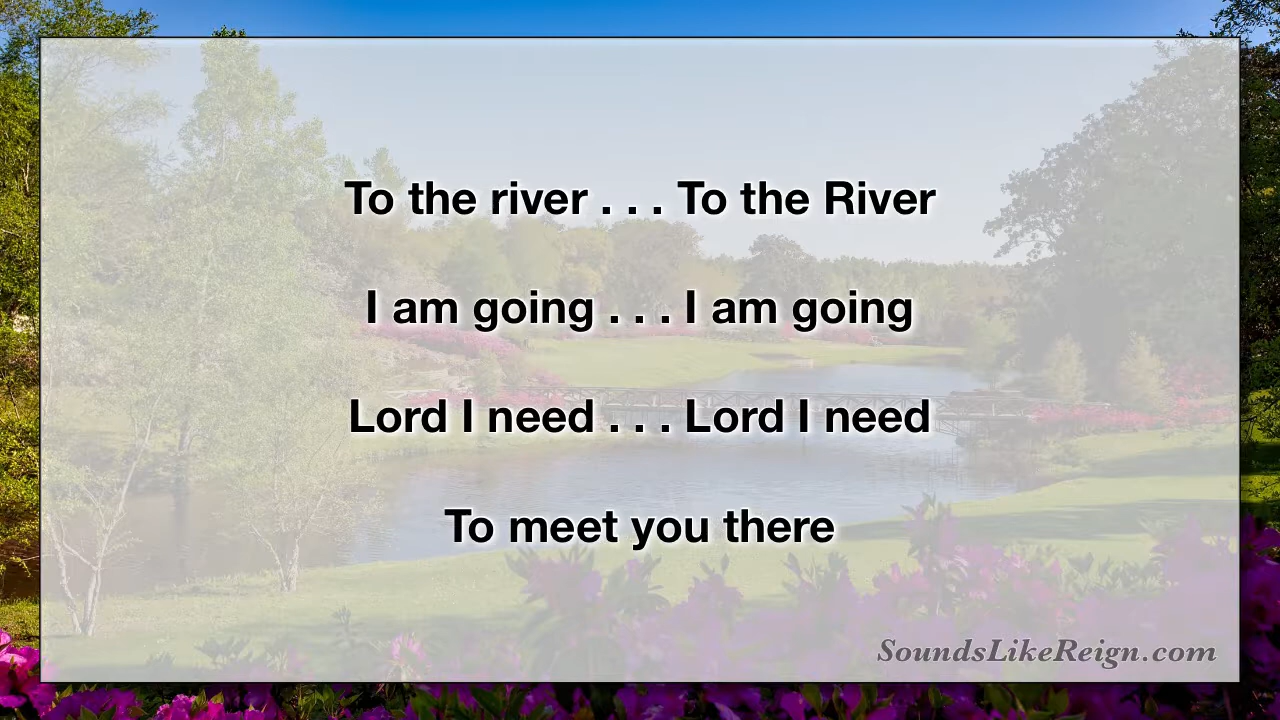 To the river . . . To the River
I am going . . . I am going
Lord I need . . . Lord I need
To meet you there
SoundsLikeReign.com